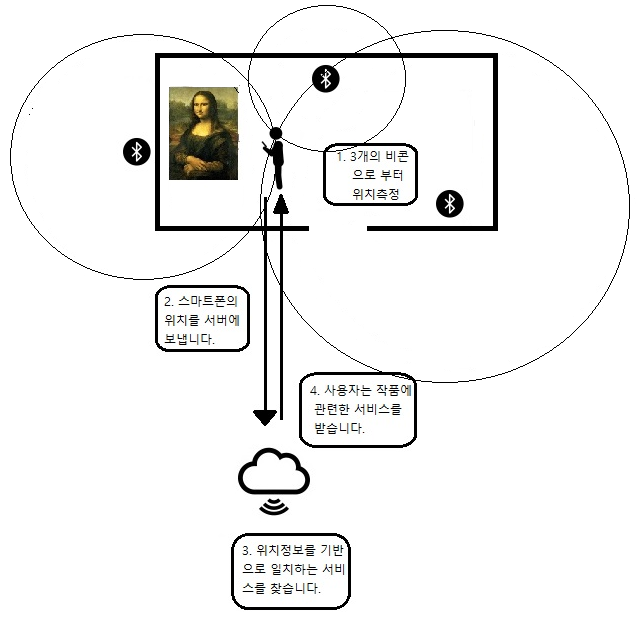 1. 3개의 비콘
으로 부터
위치측정
2. 스마트폰의
위치를 서버에
보냅니다.
4. 사용자는 작품에
관련한 서비스를
받습니다.
3. 위치정보를 기반
으로 일치하는 서비
스를 찾습니다.